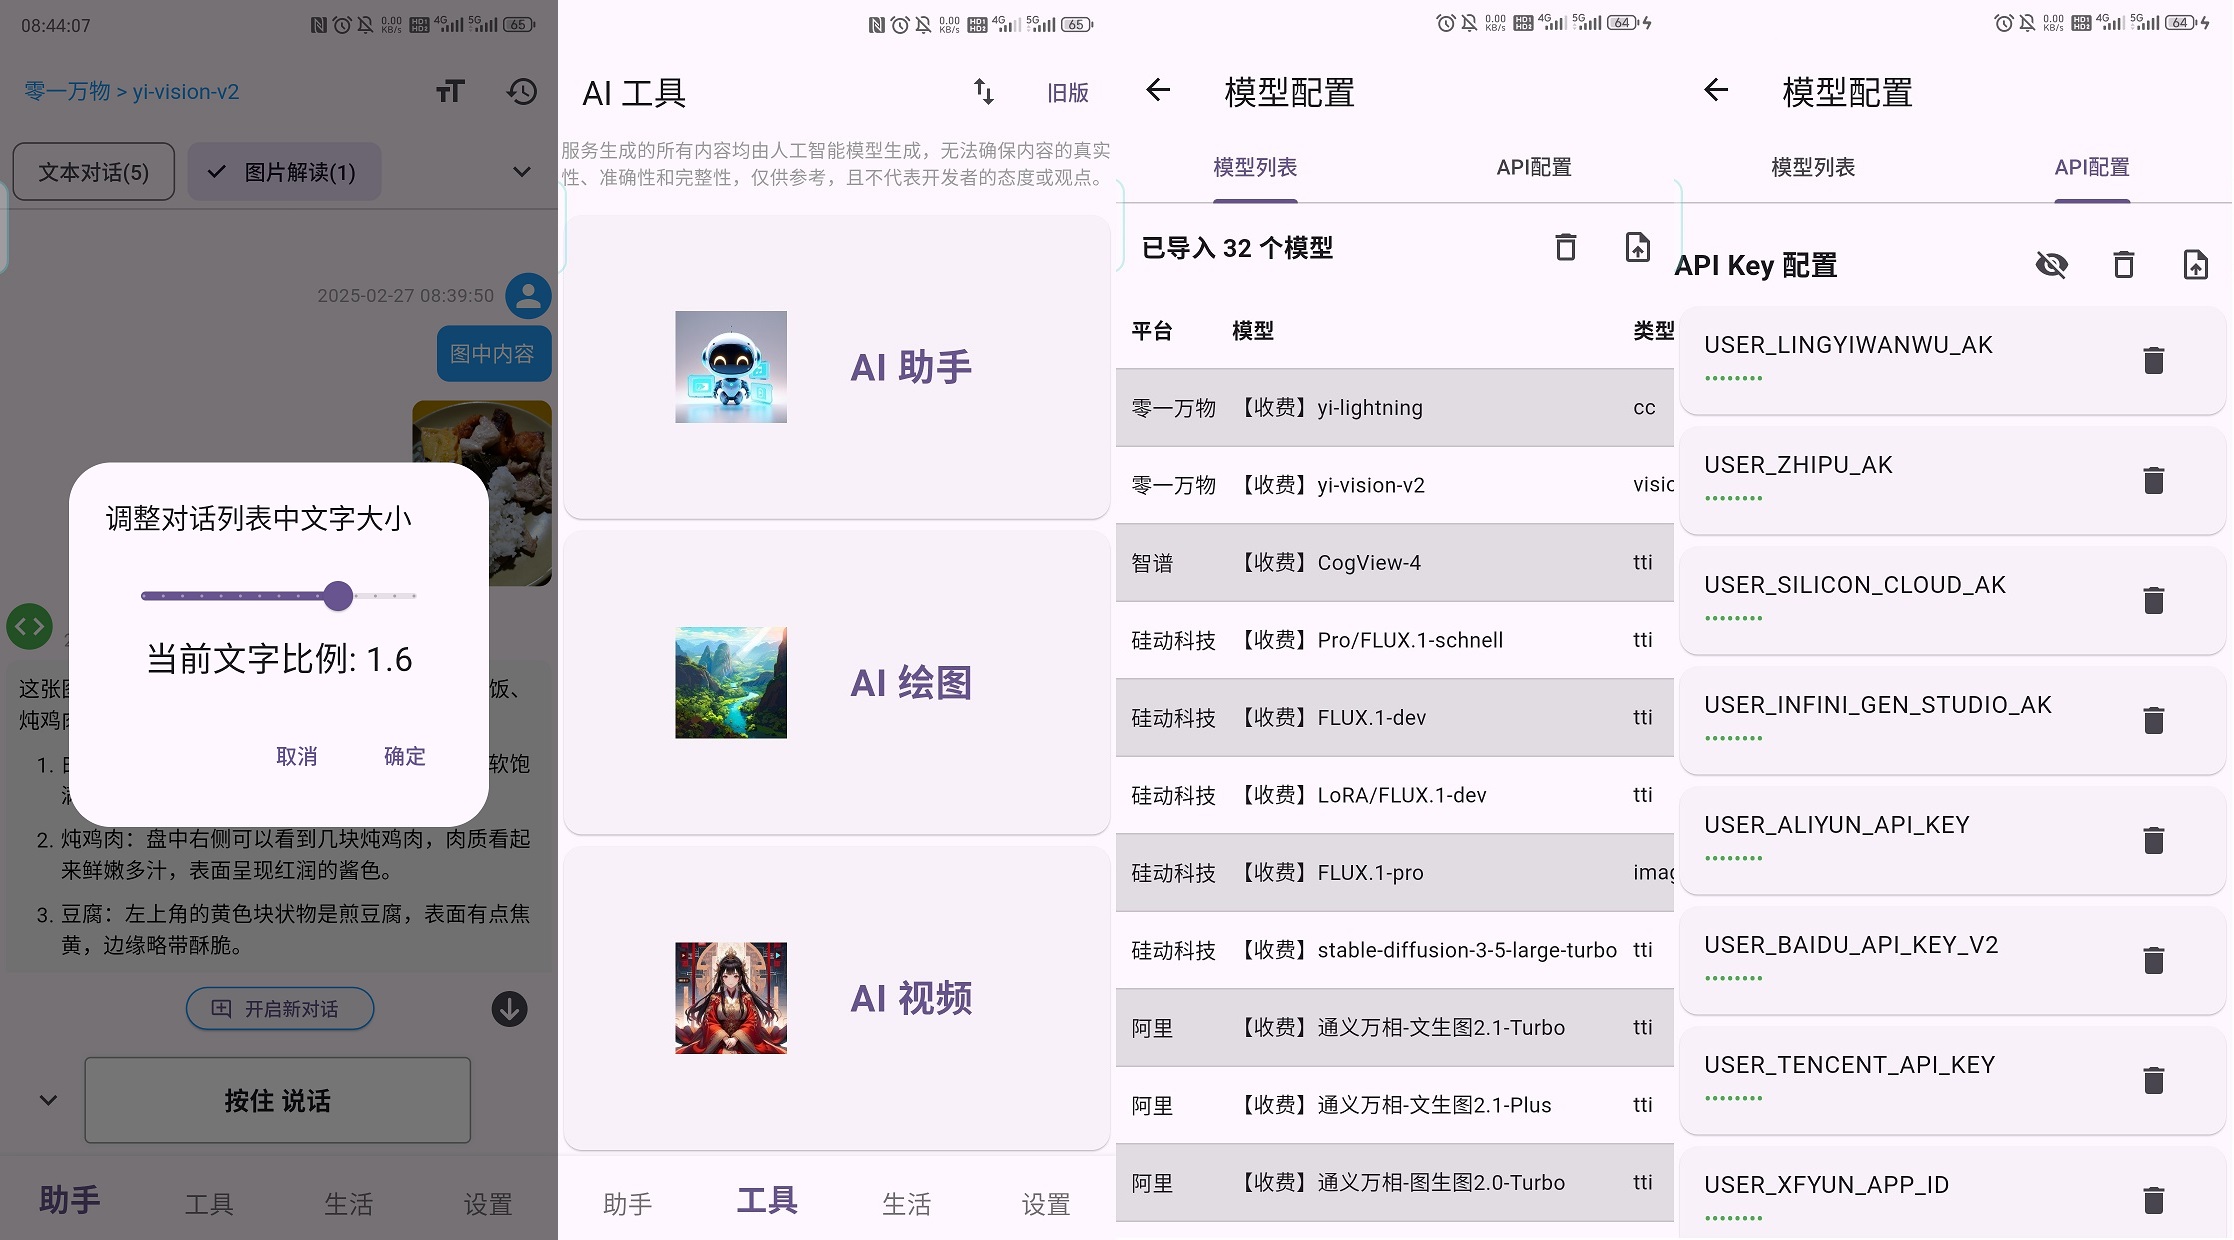 08:44:07
0.00 KB/s
HD1 HD2
4G
5G
65
零一万物 > yi-vision-v2
文本对话(5)
图片解读(1)
2025-02-27 08:39:50
图中内容
调整对话列表中文字大小
当前文字比例: 1.6
取消
确定
这张
饭、
炖鸡
1.
软饱
2. 炖鸡肉：盘中右侧可以看到几块炖鸡肉，肉质看起
来鲜嫩多汁，表面呈现红润的酱色。
3. 豆腐：左上角的黄色块状物是煎豆腐，表面有点焦
黄，边缘略带酥脆。
开启新对话
按住 说话
助手
工具
生活
设置
0.00 KB/s
HD1 HD2
4G
5G
65
AI 工具
旧版
服务生成的所有内容均由人工智能模型生成，无法确保内容的真实
性、准确性和完整性，仅供参考，且不代表开发者的态度或观点。
AI 助手
AI 绘图
AI 视频
助手
工具
生活
设置
0.00 KB/s
HD1 HD2
4G
5G
64
模型配置
模型列表
API配置
已导入 32 个模型
平台 模型 类型
零一万物 【收费】yi-lightning cc
零一万物 【收费】yi-vision-v2 visic
智谱 【收费】CogView-4 tti
硅动科技 【收费】Pro/FLUX.1-schnell tti
硅动科技 【收费】FLUX.1-dev tti
硅动科技 【收费】LoRA/FLUX.1-dev tti
硅动科技 【收费】FLUX.1-pro imag
硅动科技 【收费】stable-diffusion-3-5-large-turbo tti
阿里 【收费】通义万相-文生图2.1-Turbo tti
阿里 【收费】通义万相-文生图2.1-Plus tti
阿里 【收费】通义万相-图生图2.0-Turbo tti
0.00 KB/s
HD1 HD2
4G
5G
64
模型配置
模型列表
API配置
API Key 配置
USER_LINGYIWANWU_AK
••••••••
USER_ZHIPU_AK
••••••••
USER_SILICON_CLOUD_AK
••••••••
USER_INFINI_GEN_STUDIO_AK
••••••••
USER_ALIYUN_API_KEY
••••••••
USER_BAIDU_API_KEY_V2
••••••••
USER_TENCENT_API_KEY
••••••••
USER_XFYUN_APP_ID
••••••••